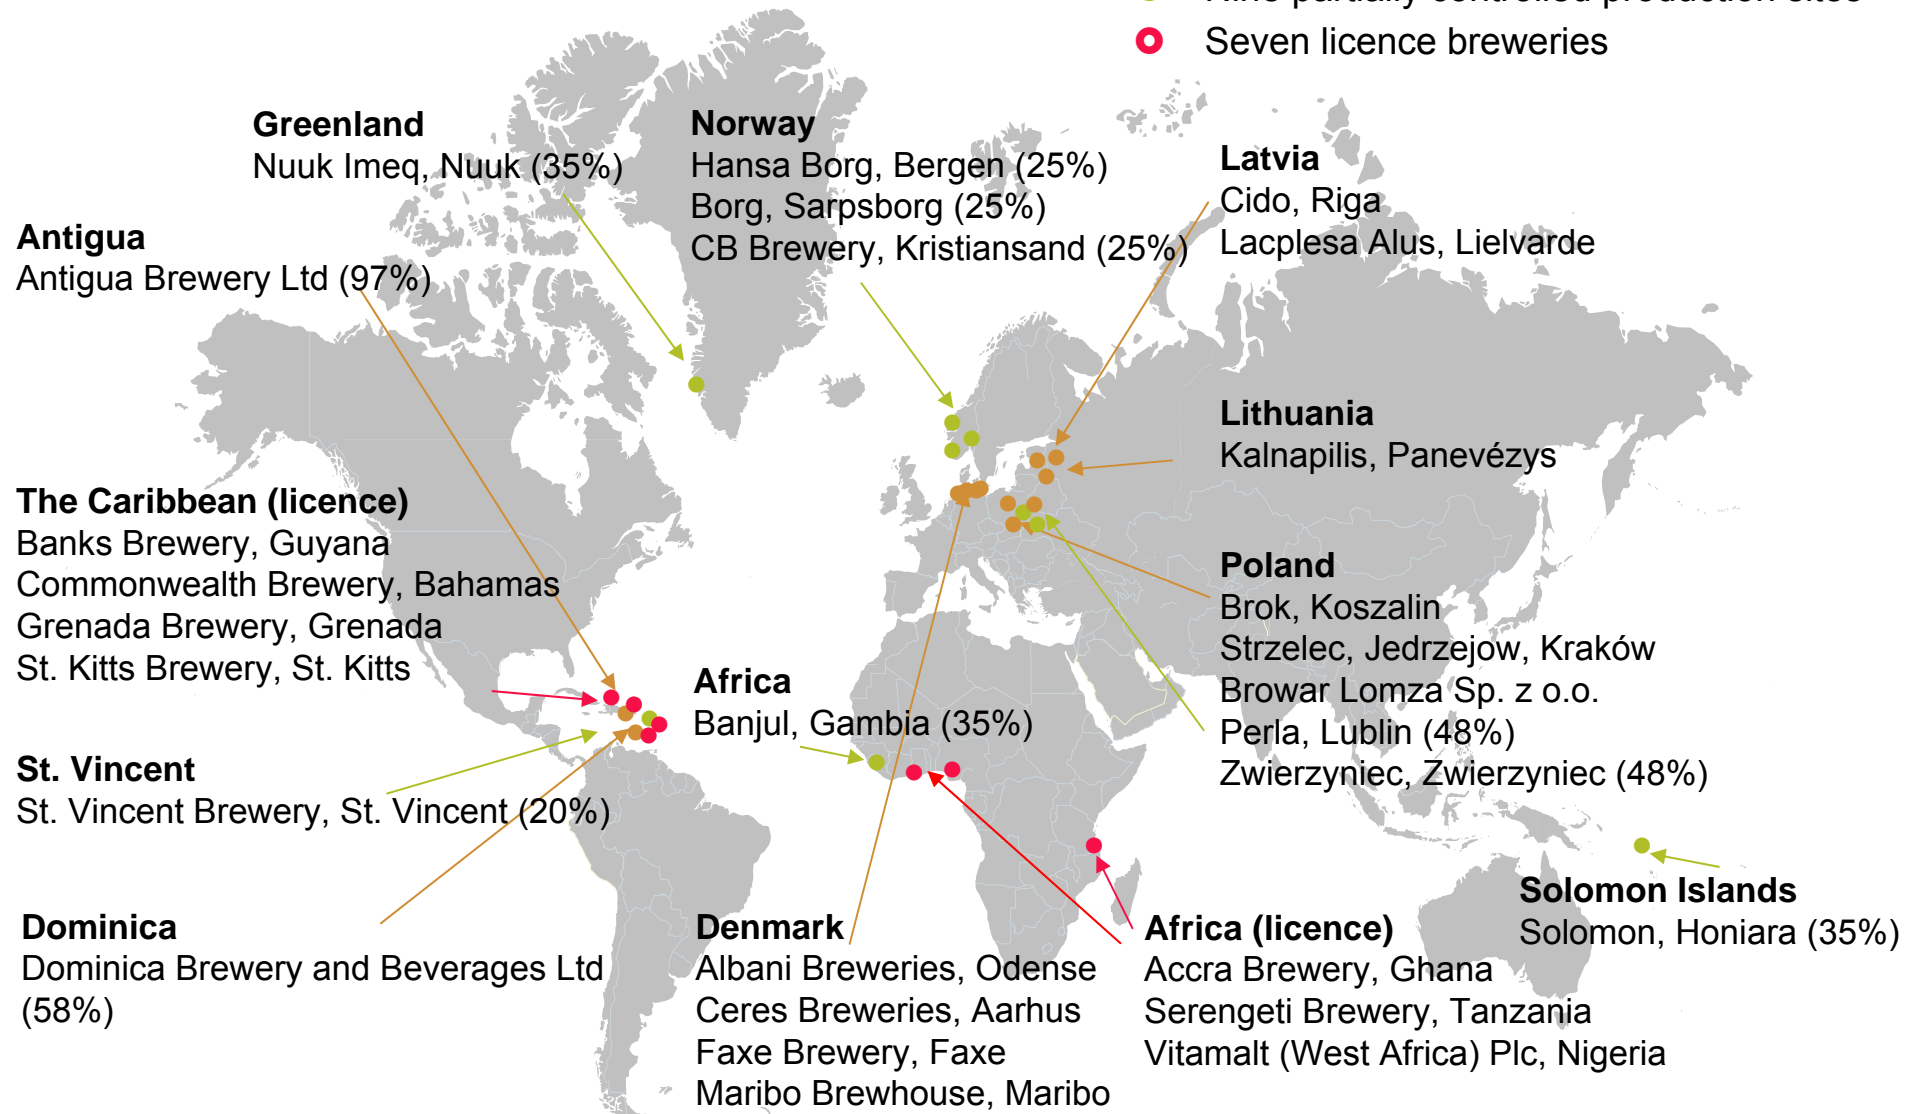 Nine partially controlled production sites
Seven licence breweries
Greenland
Nuuk Imeq, Nuuk (35%)
Norway
Hansa Borg, Bergen (25%)
Borg, Sarpsborg (25%)
CB Brewery, Kristiansand (25%)
Latvia
Cido, Riga
Lacplesa Alus, Lielvarde
Antigua
Antigua Brewery Ltd (97%)
Lithuania
Kalnapilis, Panevézys
The Caribbean (licence)
Banks Brewery, Guyana
Commonwealth Brewery, Bahamas
Grenada Brewery, Grenada
St. Kitts Brewery, St. Kitts
Poland
Brok, Koszalin
Strzelec, Jedrzejow, Kraków
Browar Lomza Sp. z o.o.
Perla, Lublin (48%)
Zwierzyniec, Zwierzyniec (48%)
Africa
Banjul, Gambia (35%)
St. Vincent
St. Vincent Brewery, St. Vincent (20%)
Solomon Islands
Solomon, Honiara (35%)
Dominica
Dominica Brewery and Beverages Ltd
(58%)
Denmark
Albani Breweries, Odense
Ceres Breweries, Aarhus
Faxe Brewery, Faxe
Maribo Brewhouse, Maribo
Africa (licence)
Accra Brewery, Ghana
Serengeti Brewery, Tanzania
Vitamalt (West Africa) Plc, Nigeria